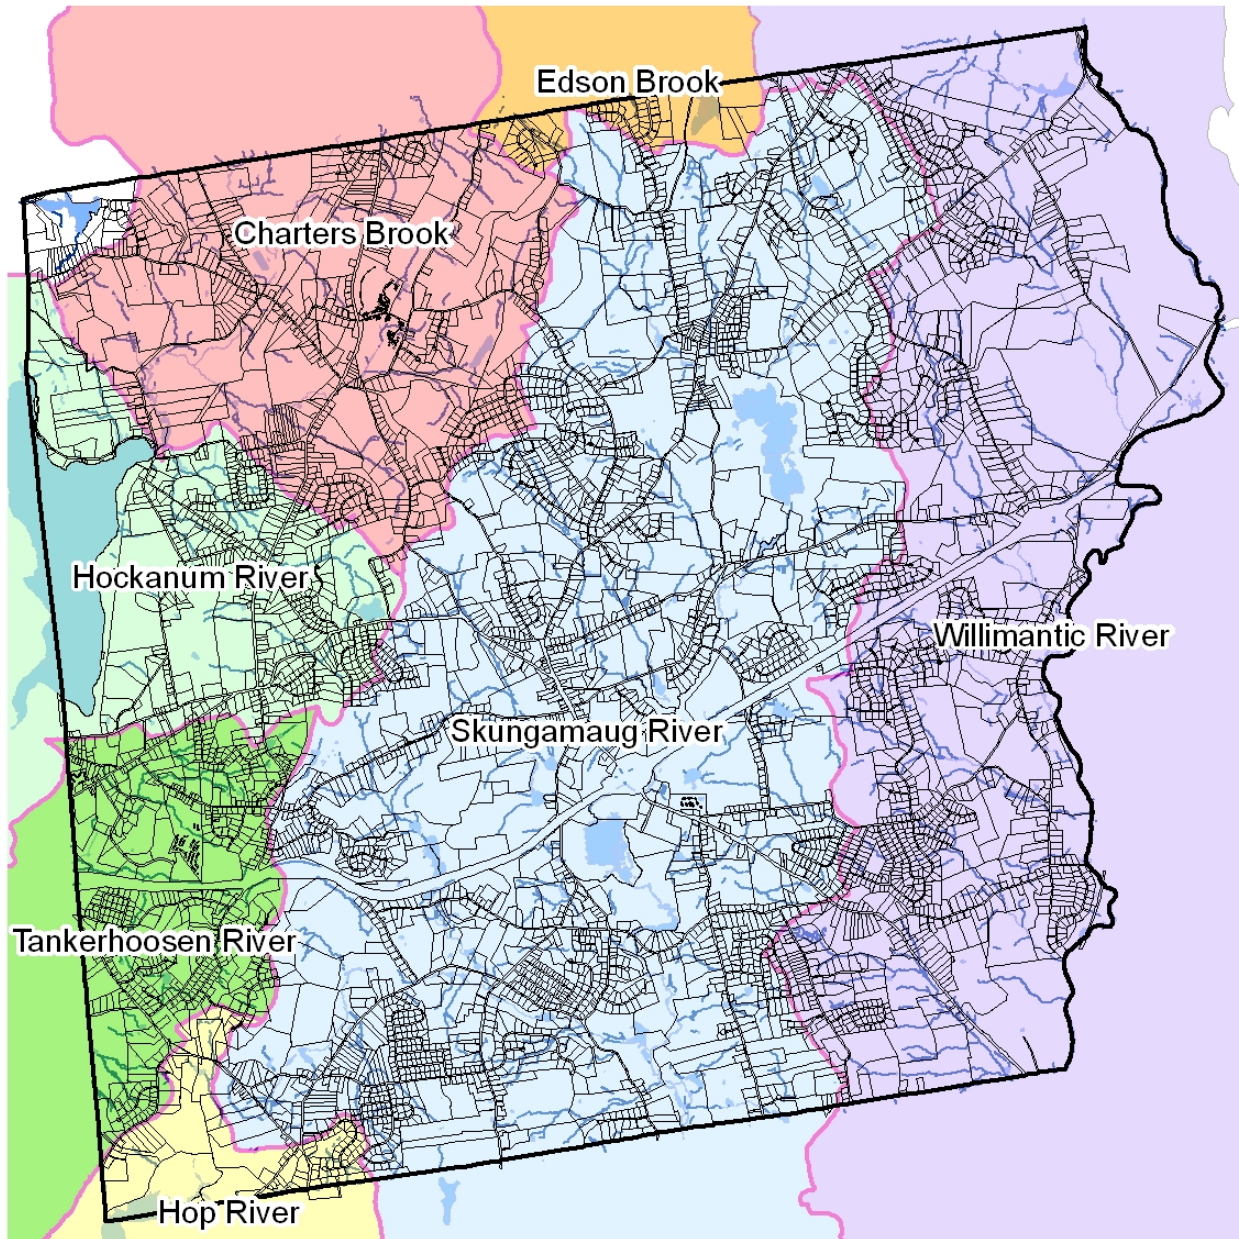 Edson Brook
Charters Brook
Hockanum River
Willimantic River
Skungamaug River
Tankerhoosen River
Hop River